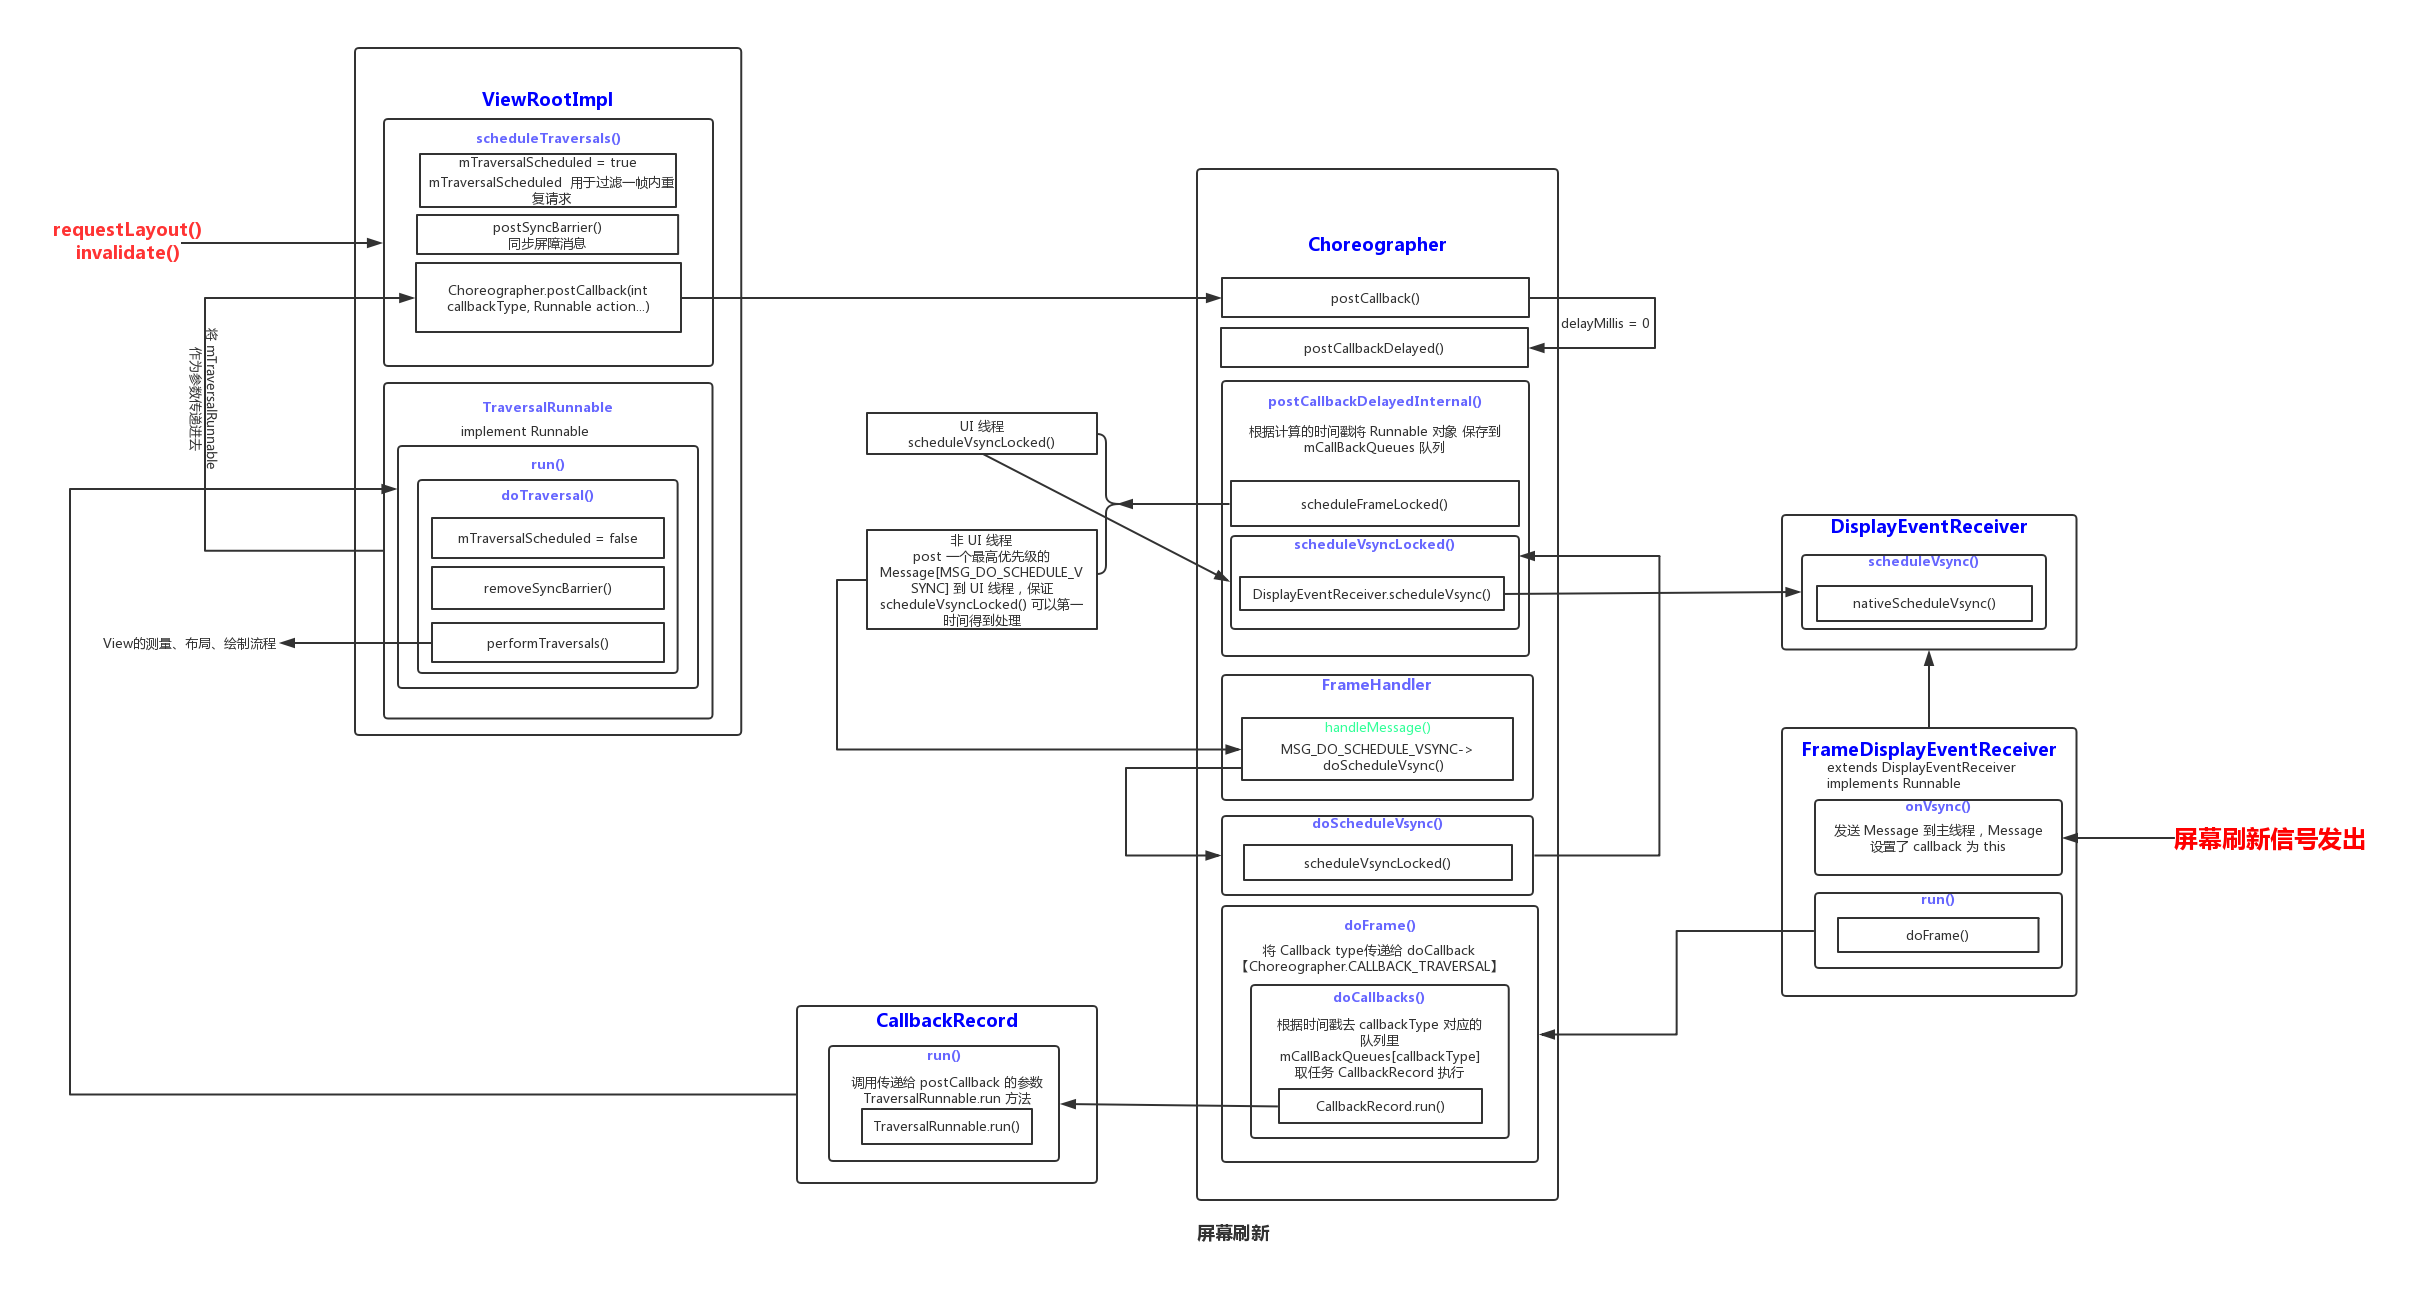 requestLayout()
invalidate()
ViewRootImpl
scheduleTraversals()
mTraversalScheduled = true
mTraversalScheduled 用于过滤一帧内重
复请求
postSyncBarrier()
同步屏障消息
Choreographer.postCallback(int
callbackType, Runnable action...)
将 mTraversalRunnable
作为参数传递进去
TraversalRunnable
implement Runnable
run()
doTraversal()
mTraversalScheduled = false
removeSyncBarrier()
performTraversals()
View的测量、布局、绘制流程
UI 线程
scheduleVsyncLocked()
非 UI 线程
post 一个最高优先级的
Message[MSG_DO_SCHEDULE_V
SYNC] 到 UI 线程，保证
scheduleVsyncLocked() 可以第一
时间得到处理
Choreographer
postCallback()
delayMillis = 0
postCallbackDelayed()
postCallbackDelayedInternal()
根据计算的时间戳将 Runnable 对象 保存到
mCallBackQueues 队列
scheduleFrameLocked()
scheduleVsyncLocked()
DisplayEventReceiver.scheduleVsync()
FrameHandler
handleMessage()
MSG_DO_SCHEDULE_VSYNC->
doScheduleVsync()
doScheduleVsync()
scheduleVsyncLocked()
doFrame()
将 Callback type传递给 doCallback
【Choreographer.CALLBACK_TRAVERSAL】
doCallbacks()
根据时间戳去 callbackType 对应的
队列里
mCallBackQueues[callbackType]
取任务 CallbackRecord 执行
CallbackRecord.run()
CallbackRecord
run()
调用传递给 postCallback 的参数
TraversalRunnable.run 方法
TraversalRunnable.run()
DisplayEventReceiver
scheduleVsync()
nativeScheduleVsync()
FrameDisplayEventReceiver
extends DisplayEventReceiver
implements Runnable
onVsync()
发送 Message 到主线程，Message
设置了 callback 为 this
run()
doFrame()
屏幕刷新信号发出
屏幕刷新